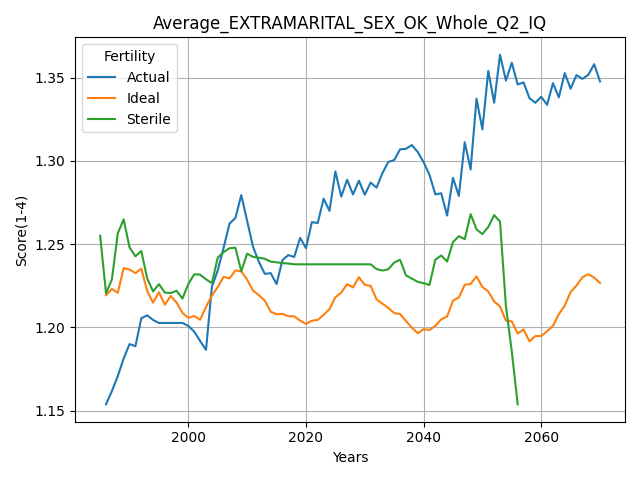 Average_EXTRAMARITAL_SEX_OK_Whole_Q2_IQ
Fertility
Actual
Ideal
Sterile
1.35
1.30
1.25
1.20
1.15
Score(1-4)
2000 2020 2040 2060
Years